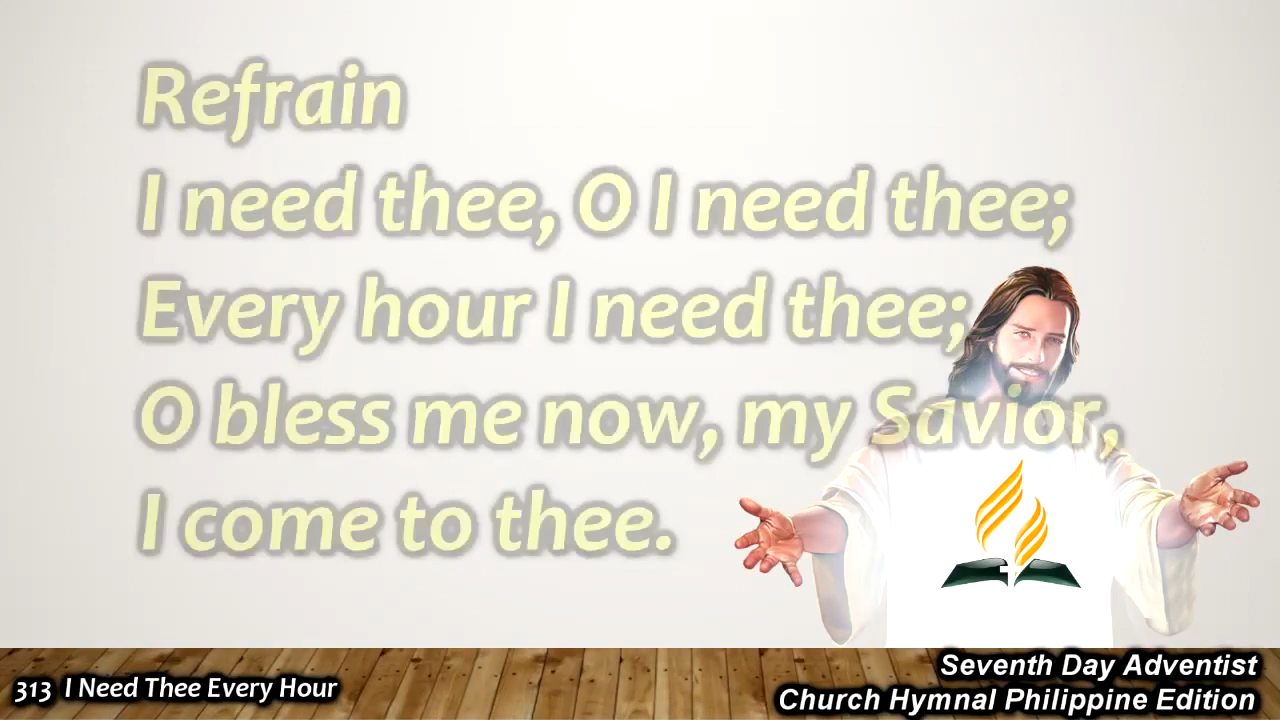 Refrain
I need thee, O I need thee;
Every hour I need thee;
O bless me now, my Savior,
I come to thee.
313 I Need Thee Every Hour
Seventh Day Adventist
Church Hymnal Philippine Edition